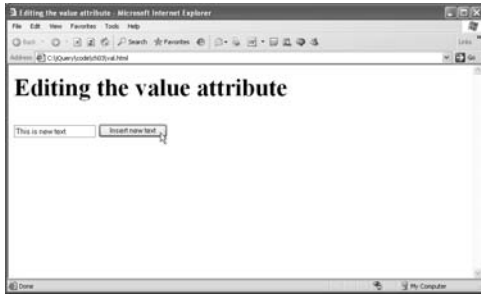 Editing the value attribute - Microsoft Internet Explorer
File Edit View Favorites Tools Help
Back Search Favorites
Address C:\jQuery\code\ch03\val.html Go Links
Editing the value attribute
This is new text Insert new text
Done My Computer